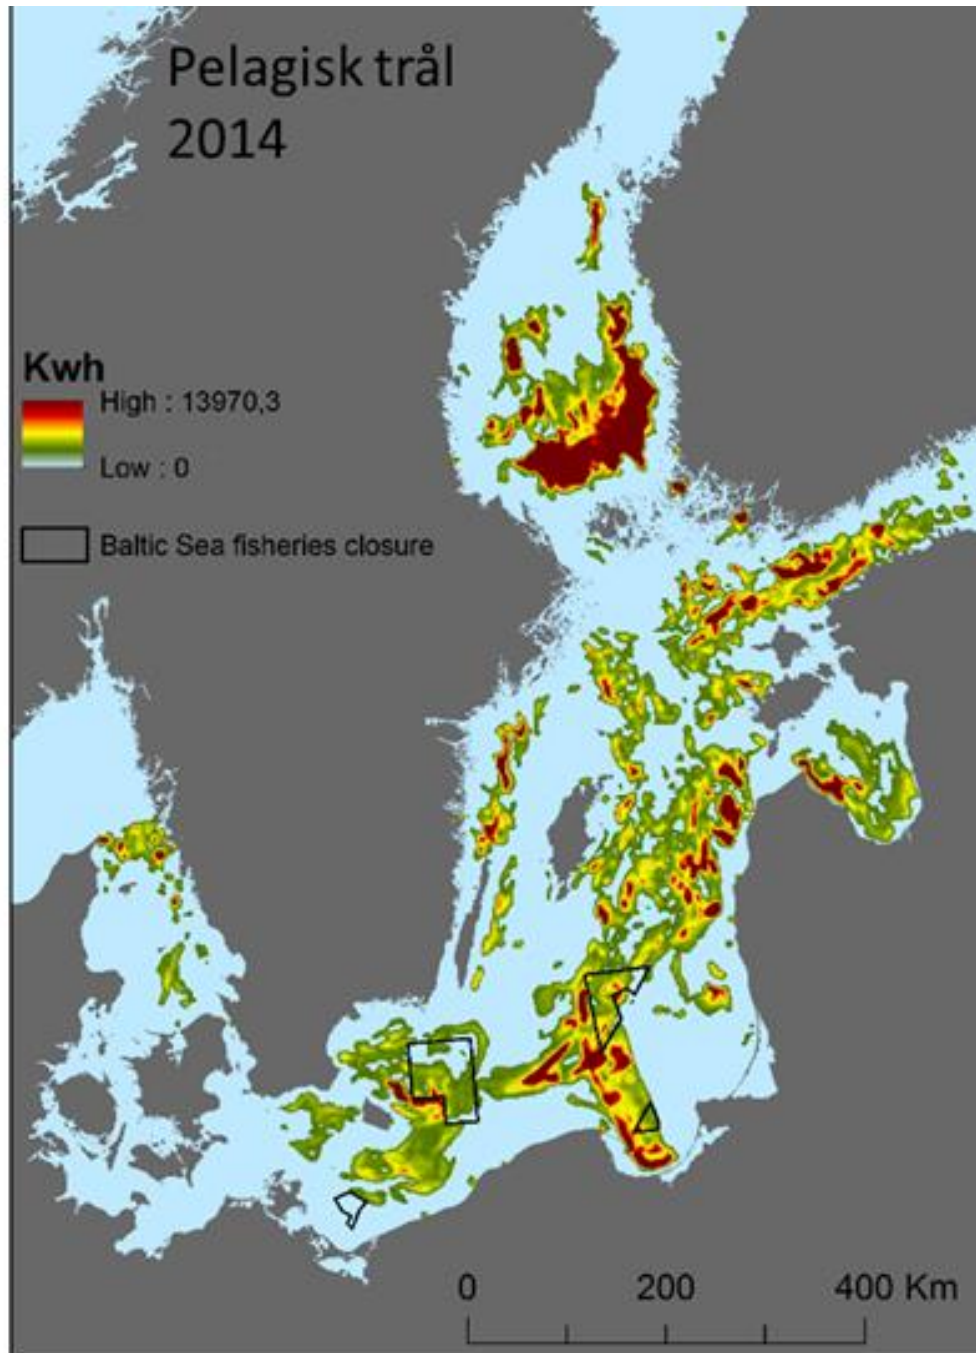 Pelagisk trål
2014
Kwh
High : 13970,3
Low : 0
Baltic Sea fisheries closure
0 200 400 Km